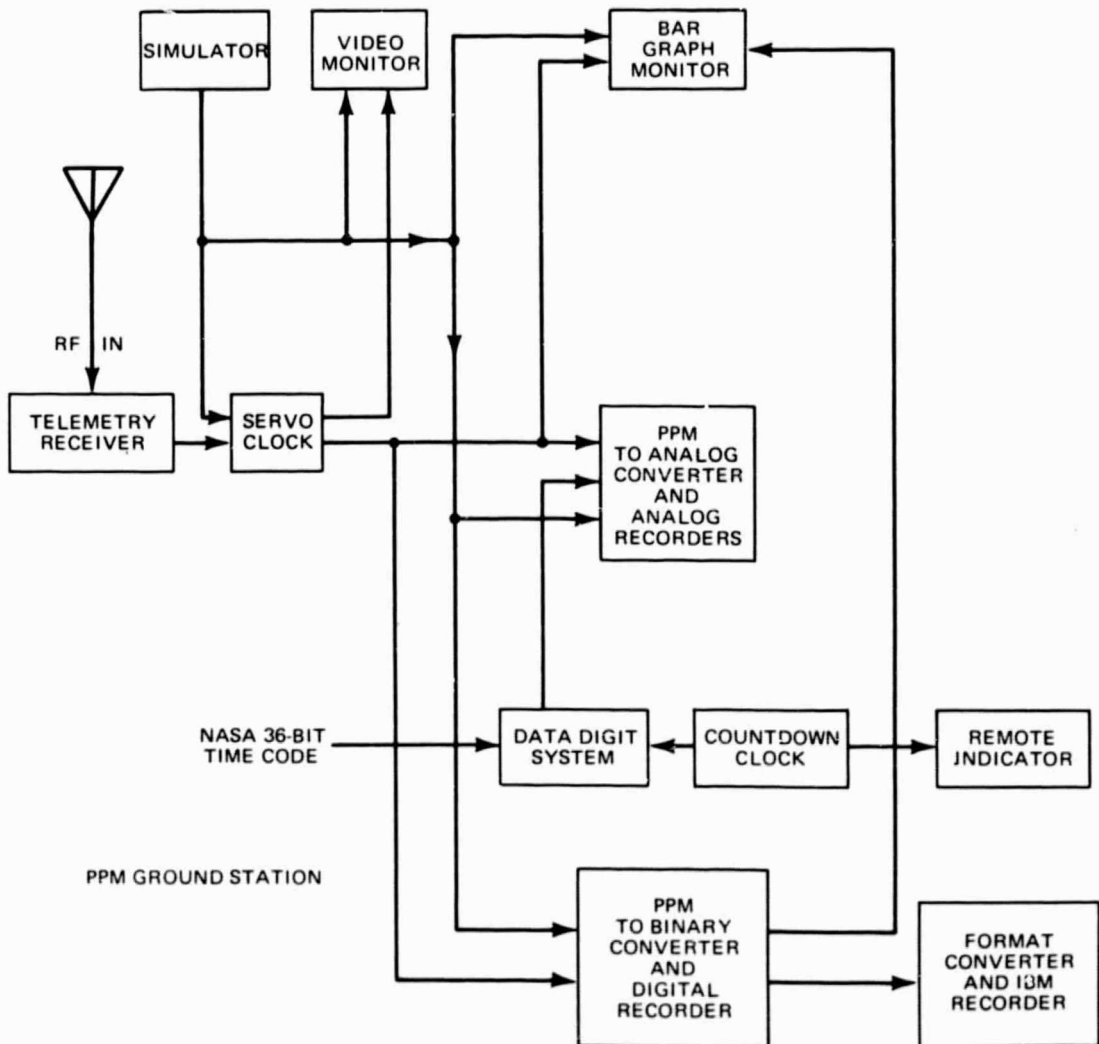 SIMULATOR
VIDEO
MONITOR
BAR
GRAPH
MONITOR
RF IN
TELEMETRY
RECEIVER
SERVO
CLOCK
PPM
TO ANALOG
CONVERTER
AND
ANALOG
RECORDERS
NASA 36-BIT
TIME CODE
DATA DIGIT
SYSTEM
COUNTDOWN
CLOCK
REMOTE
INDICATOR
PPM GROUND STATION
PPM
TO BINARY
CONVERTER
AND
DIGITAL
RECORDER
FORMAT
CONVERTER
AND IBM
RECORDER